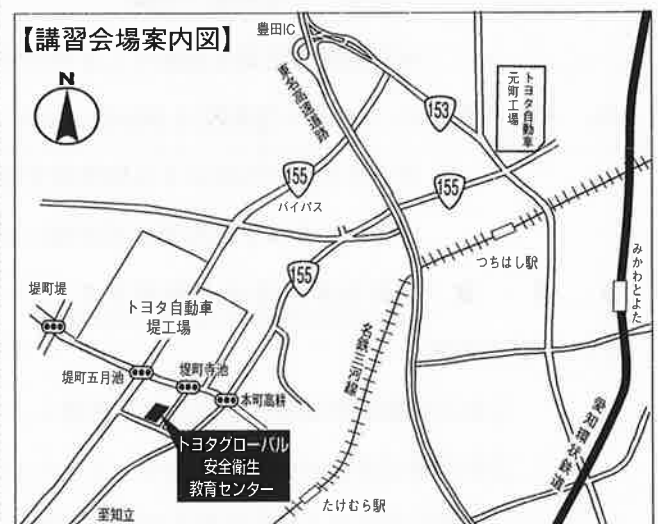 【講習会場案内図】
豊田IC
N
東名高速道路
153
トヨタ自動車
元町工場
155
バイパス
155
155
つちはし駅
みかわとよた
堤町堤
トヨタ自動車
堤工場
名鉄三河線
堤町五月池
堤町寺池
本町高耕
愛知環状鉄道
トヨタグローバル
安全衛生
教育センター
至知立
たけむら駅